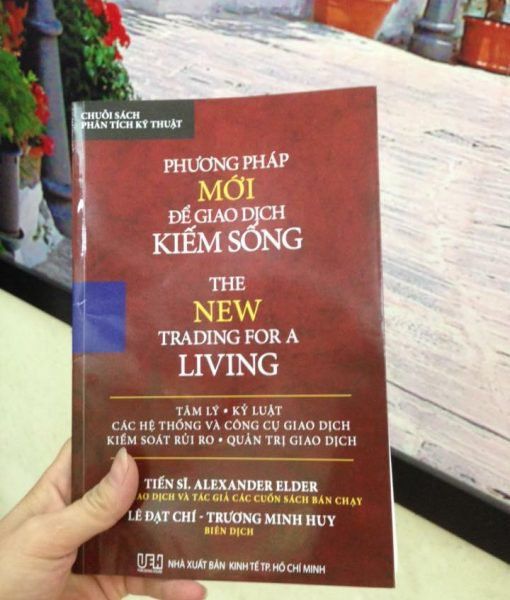 CHUỖI SÁCH
PHÂN TÍCH KỸ THUẬT
PHƯƠNG PHÁP
MỚI
ĐỂ GIAO DỊCH
KIẾM SỐNG
THE
NEW
TRADING FOR A
LIVING
TÂM LÝ • KỶ LUẬT
CÁC HỆ THỐNG VÀ CÔNG CỤ GIAO DỊCH
KIỂM SOÁT RỦI RO • QUẢN TRỊ GIAO DỊCH
TIẾN SĨ. ALEXANDER ELDER
DỊCH VÀ TÁC GIẢ CÁC CUỐN SÁCH BÁN CHẠY
LÊ ĐẠT CHÍ - TRƯƠNG MINH HUY
BIÊN DỊCH
UEH NHÀ XUẤT BẢN KINH TẾ TP. HỒ CHÍ MINH